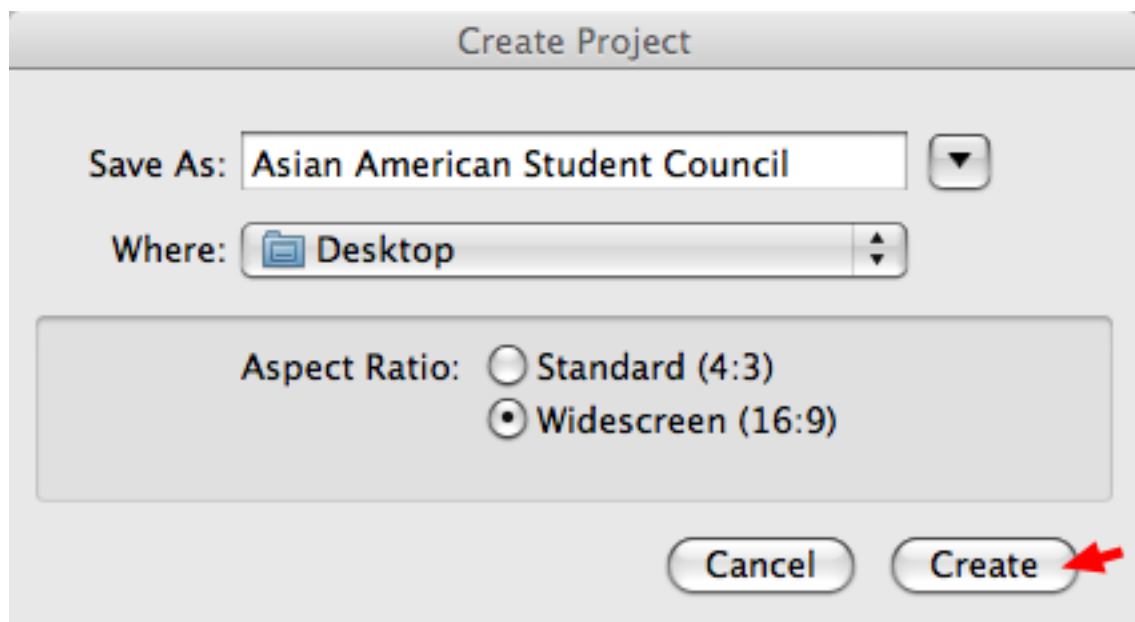 Create Project
Save As: Asian American Student Council
Where: Desktop
Aspect Ratio: Standard (4:3)
Widescreen (16:9)
Cancel Create